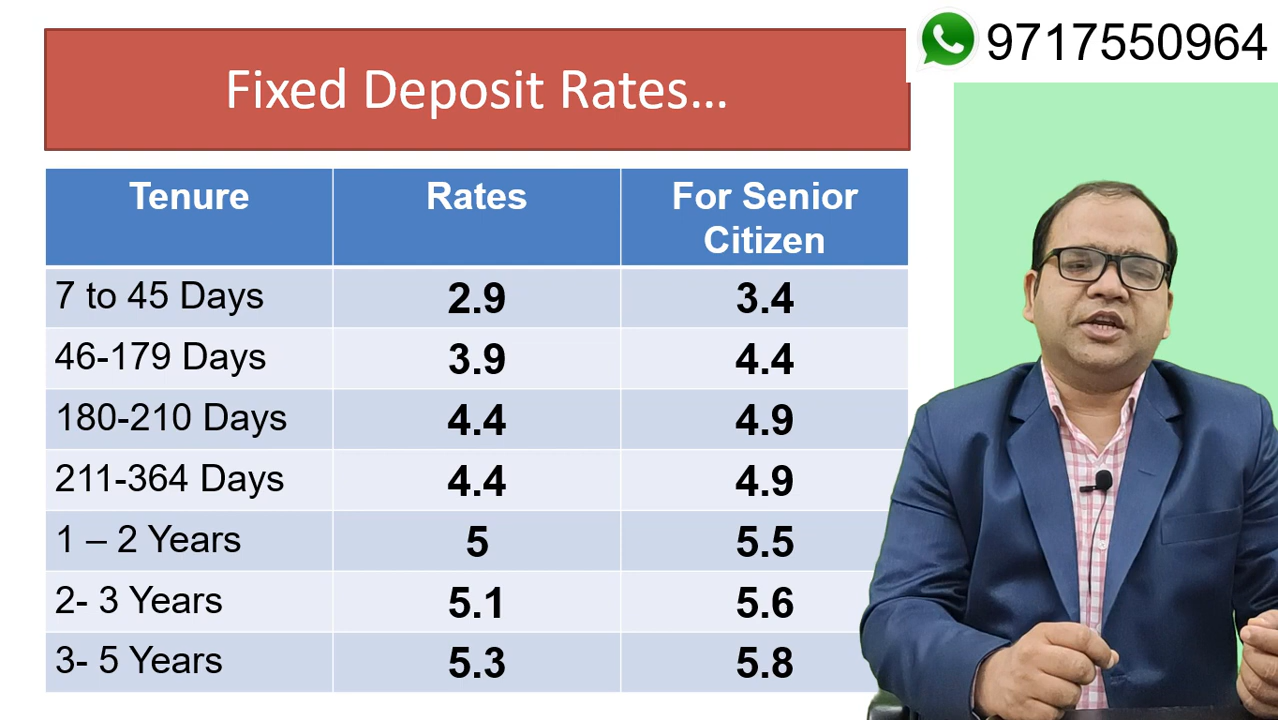 9717550964
Fixed Deposit Rates...
Tenure Rates For Senior
Citizen
7 to 45 Days 2.9 3.4
46-179 Days 3.9 4.4
180-210 Days 4.4 4.9
211-364 Days 4.4 4.9
1 – 2 Years 5 5.5
2- 3 Years 5.1 5.6
3- 5 Years 5.3 5.8